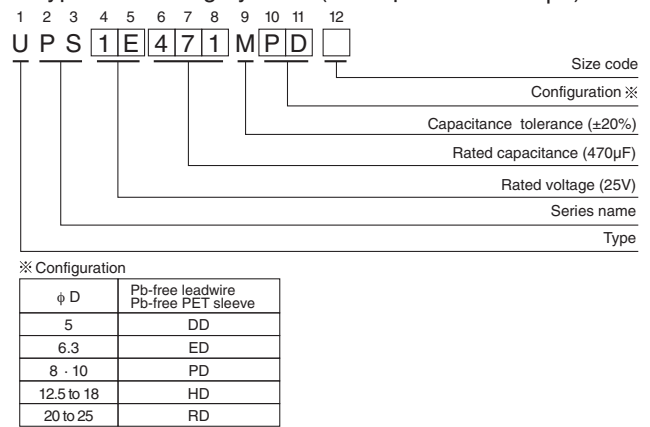 1 2 3 4 5 6 7 8 9 10 11 12
U P S 1 E 4 7 1 M P D
Size code
Configuration ※
Capacitance tolerance (±20%)
Rated capacitance (470µF)
Rated voltage (25V)
Series name
Type
※ Configuration
ϕ D Pb-free leadwire
Pb-free PET sleeve
5 DD
6.3 ED
8 · 10 PD
12.5 to 18 HD
20 to 25 RD